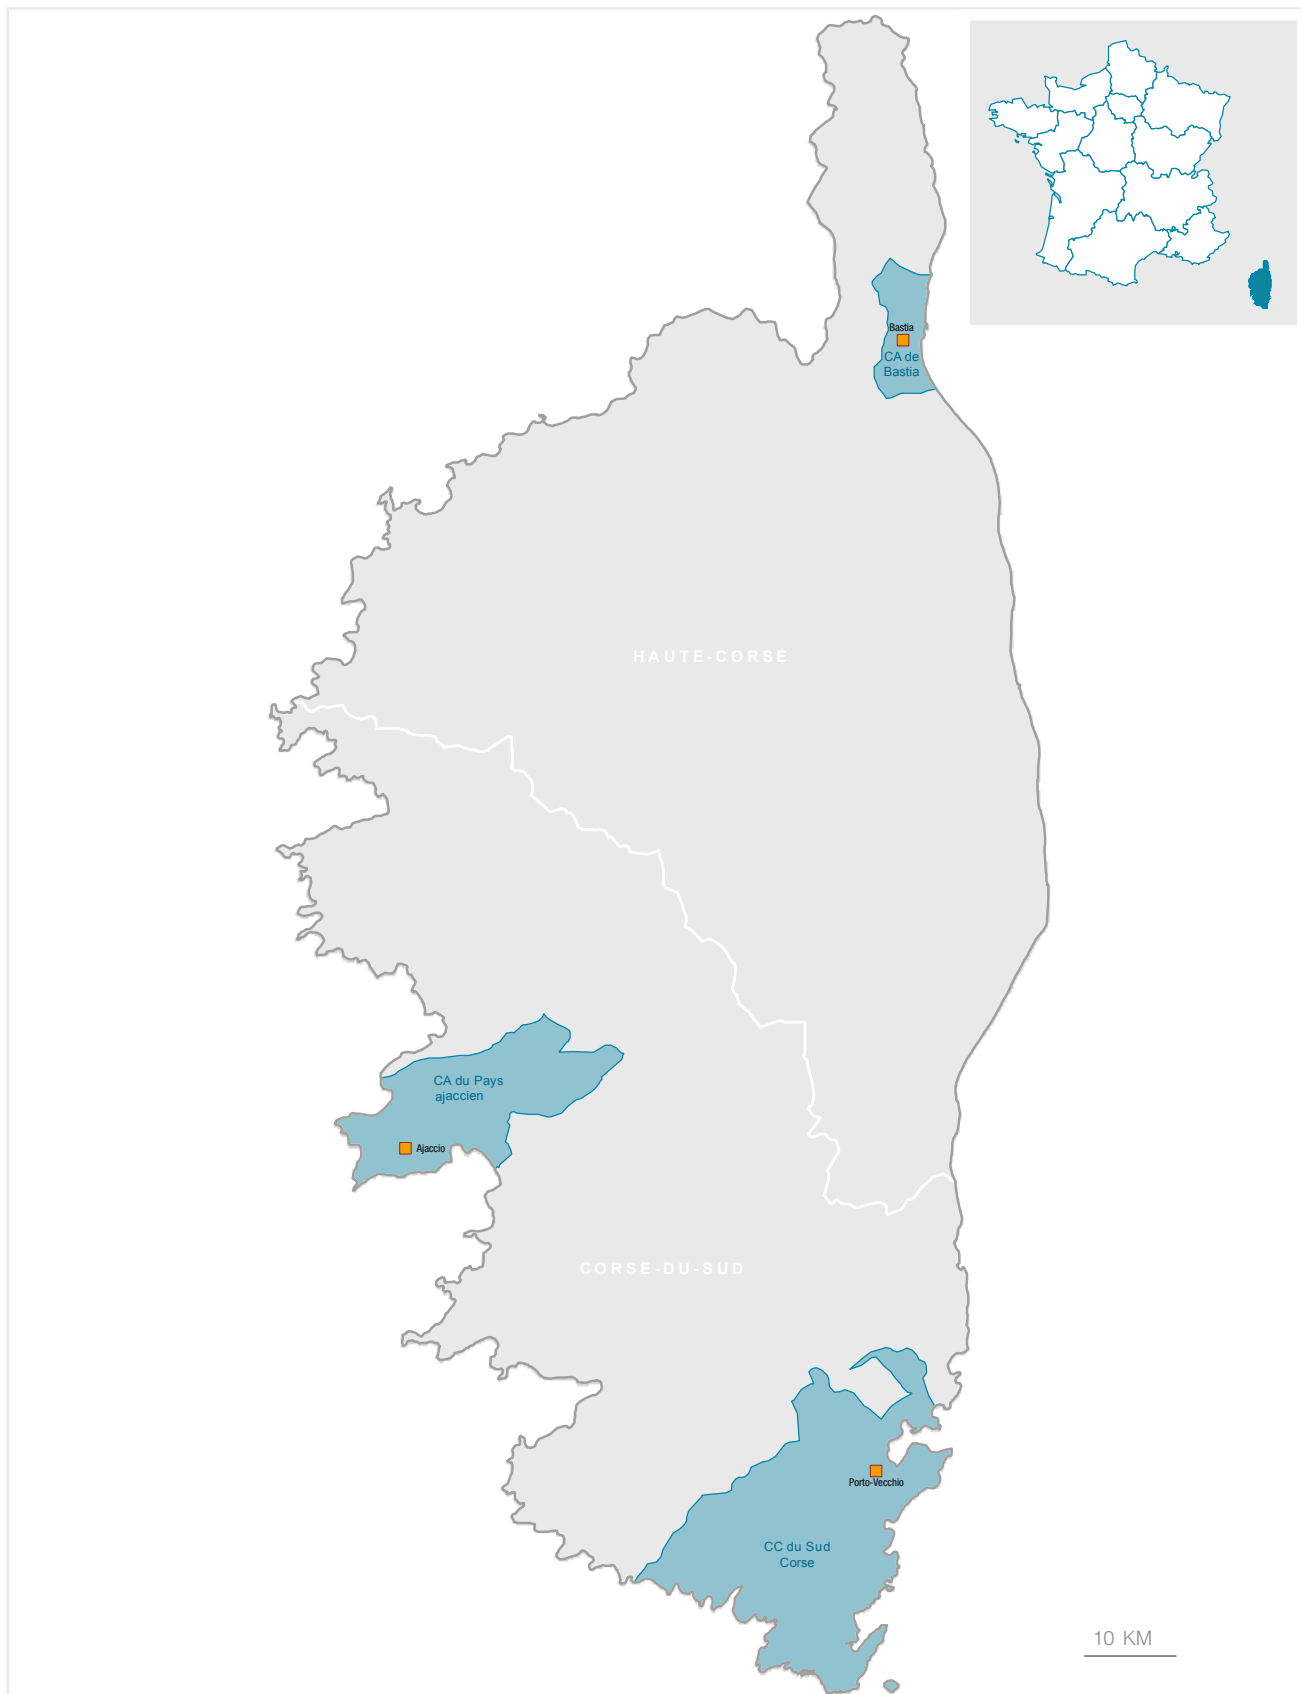 Bastia
CA de
Bastia
HAUTE-CORSE
CA du Pays
ajaccien
Ajaccio
CORSE-DU-SUD
Porto-Vecchio
CC du Sud
Corse
10 KM